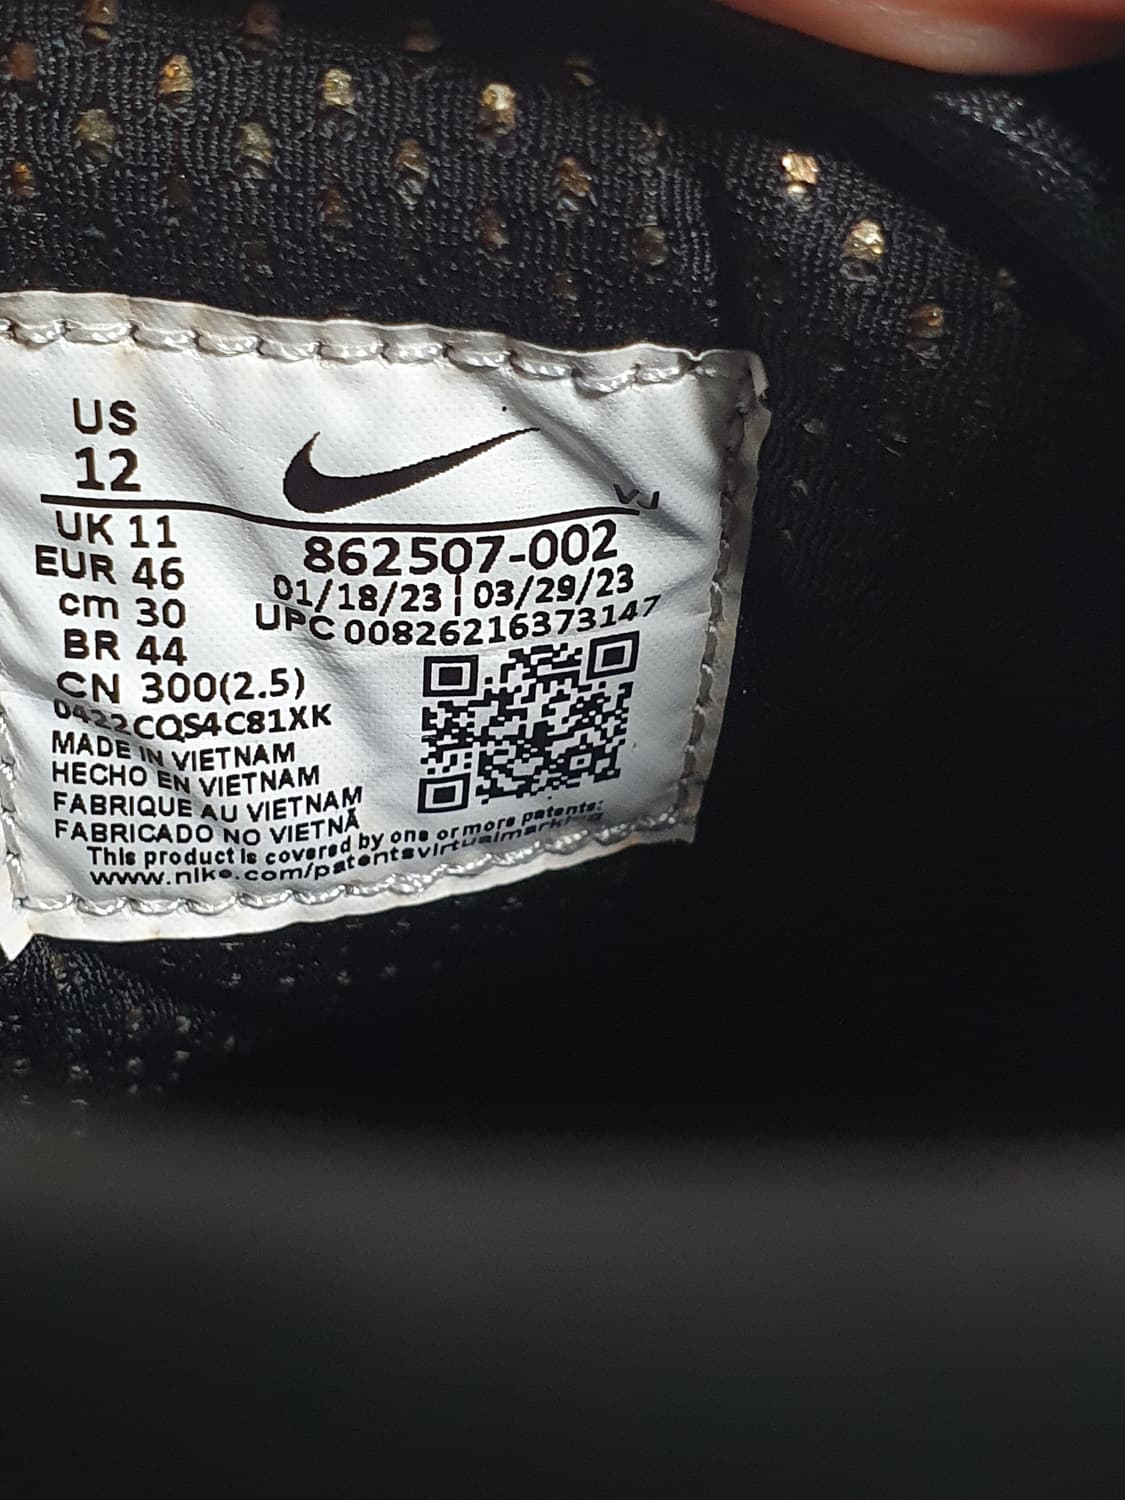 US
12
VJ
UK 11
862507-002
EUR 46
01/18/23 | 03/29/23
cm 30
UPC 00826216373147
BR 44
CN 300(2.5)
0422CQS4C81XK
MADE IN VIETNAM
HECHO EN VIETNAM
FABRIQUE AU VIETNAM
FABRICADO NO VIETNÃ
This product is covered by one or more patents:
www.nike.com/patentsvirtualmarking